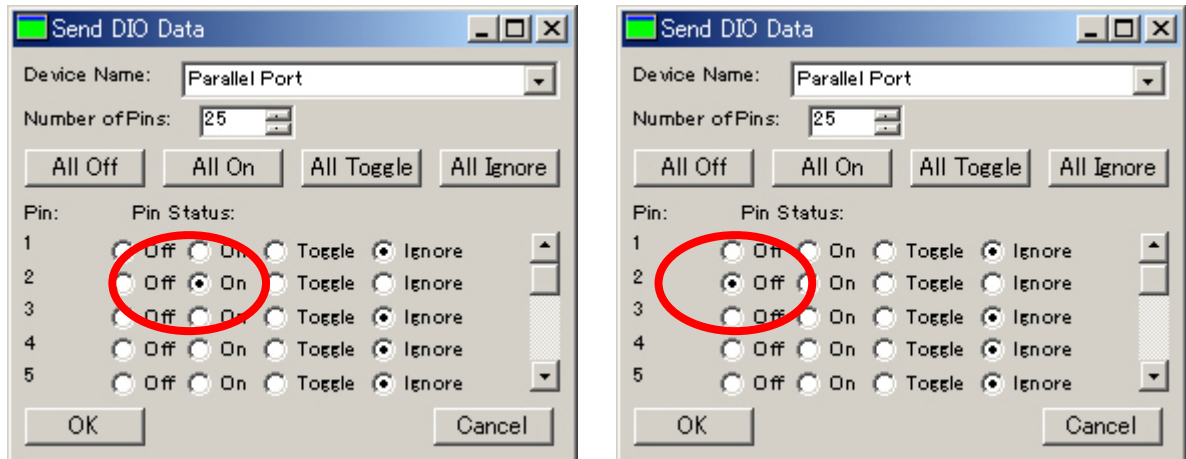 Send DIO Data
Device Name: Parallel Port
Number of Pins: 25
All Off All On All Toggle All Ignore
Pin: Pin Status:
1 Off On Toggle Ignore
2 Off On Toggle Ignore
3 Off On Toggle Ignore
4 Off On Toggle Ignore
5 Off On Toggle Ignore
OK Cancel
Send DIO Data
Device Name: Parallel Port
Number of Pins: 25
All Off All On All Toggle All Ignore
Pin: Pin Status:
1 Off On Toggle Ignore
2 Off On Toggle Ignore
3 Off On Toggle Ignore
4 Off On Toggle Ignore
5 Off On Toggle Ignore
OK Cancel